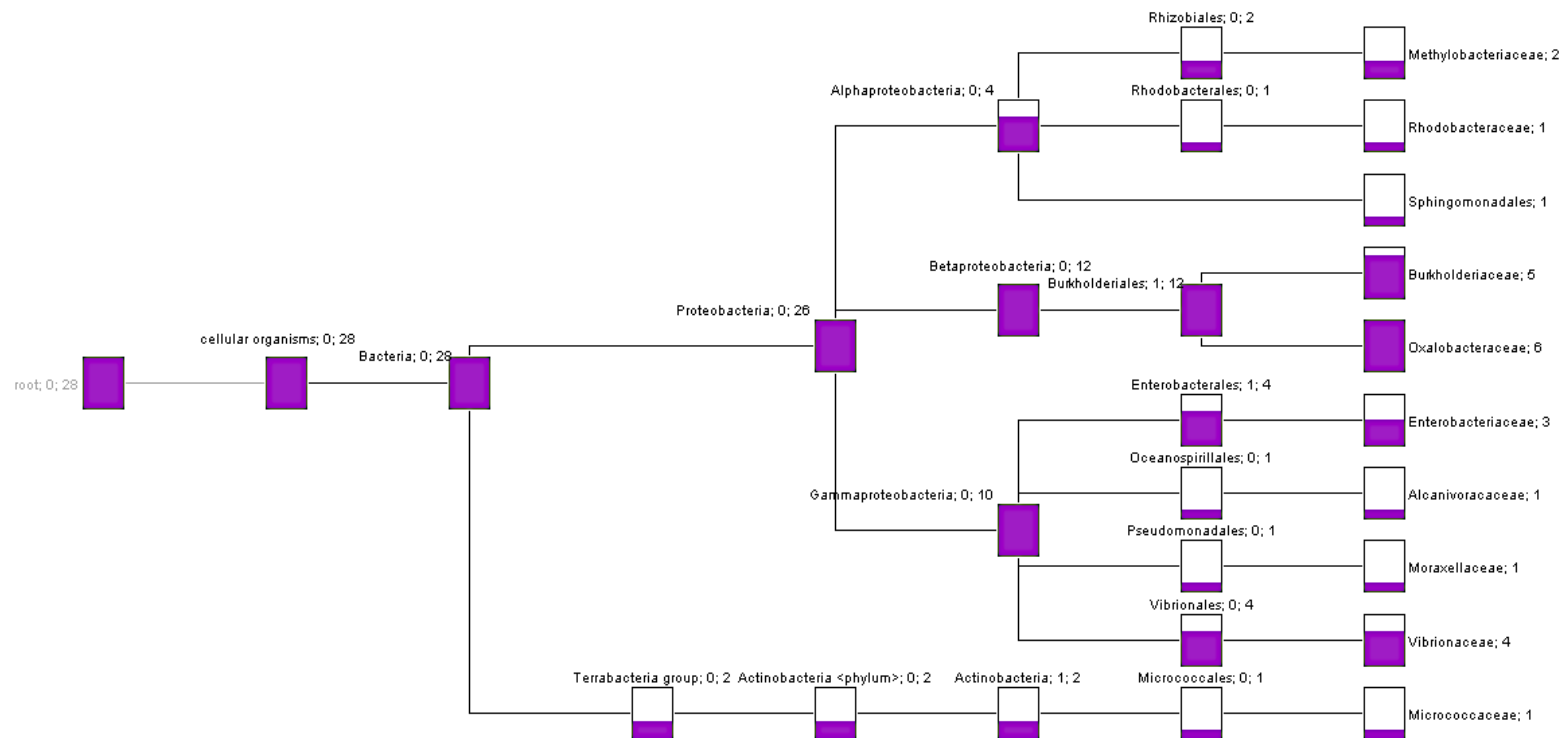 Rhizobiales; 0; 2
Methylobacteriaceae; 2
Alphaproteobacteria; 0; 4
Rhodobacterales; 0; 1
Rhodobacteraceae; 1
Sphingomonadales; 1
Betaproteobacteria; 0; 12
Burkholderiales; 1; 12
Burkholderiaceae; 5
Proteobacteria; 0; 26
cellular organisms; 0; 28
Bacteria; 0; 28
Oxalobacteraceae; 6
root; 0; 28
Enterobacterales; 1; 4
Enterobacteriaceae; 3
Oceanospirillales; 0; 1
Gammaproteobacteria; 0; 10
Alcanivoracaceae; 1
Pseudomonadales; 0; 1
Moraxellaceae; 1
Vibrionales; 0; 4
Vibrionaceae; 4
Terrabacteria group; 0; 2
Actinobacteria <phylum>; 0; 2
Actinobacteria; 1; 2
Micrococcales; 0; 1
Micrococcaceae; 1